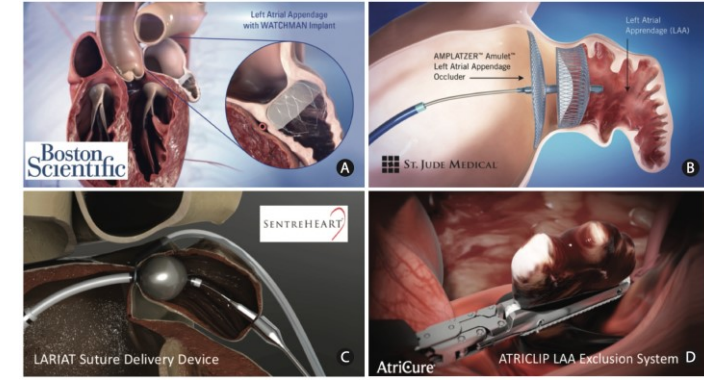 Left Atrial Appendage
with WATCHMAN Implant
Boston
Scientific
A
Left Atrial
Apprendage (LAA)
AMPLATZER™ Amulet™
Left Atrial Appendage
Occluder
ST. JUDE MEDICAL
B
SENTREHEART
LARIAT Suture Delivery Device
C
AtriCure
ATRICLIP LAA Exclusion System
D